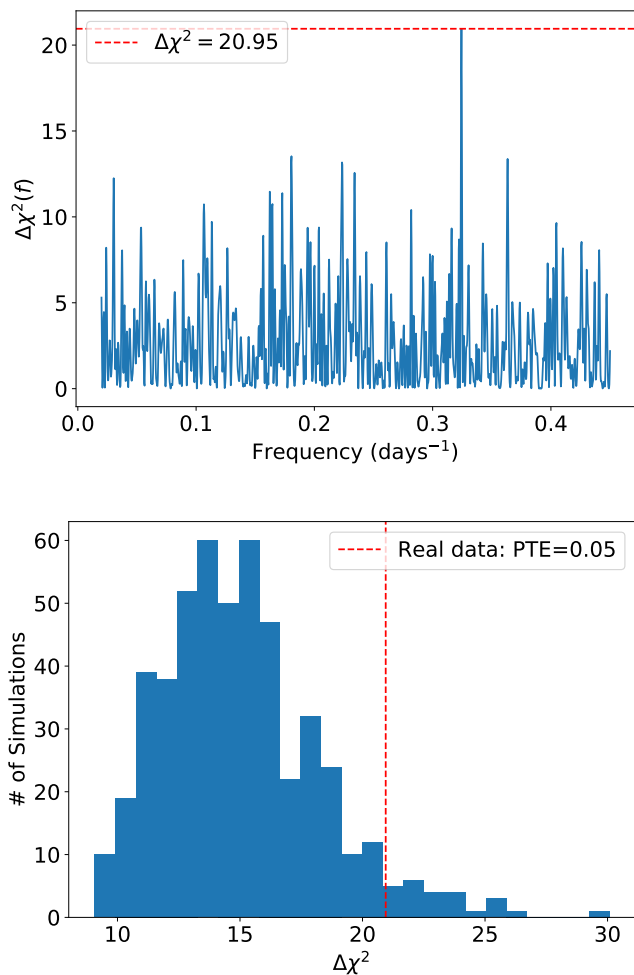 Δχ² = 20.95
20
15
10
5
0
Δχ²(f)
0.0 0.1 0.2 0.3 0.4
Frequency (days⁻¹)
Real data: PTE=0.05
60
50
40
30
20
10
0
# of Simulations
10 15 20 25 30
Δχ²